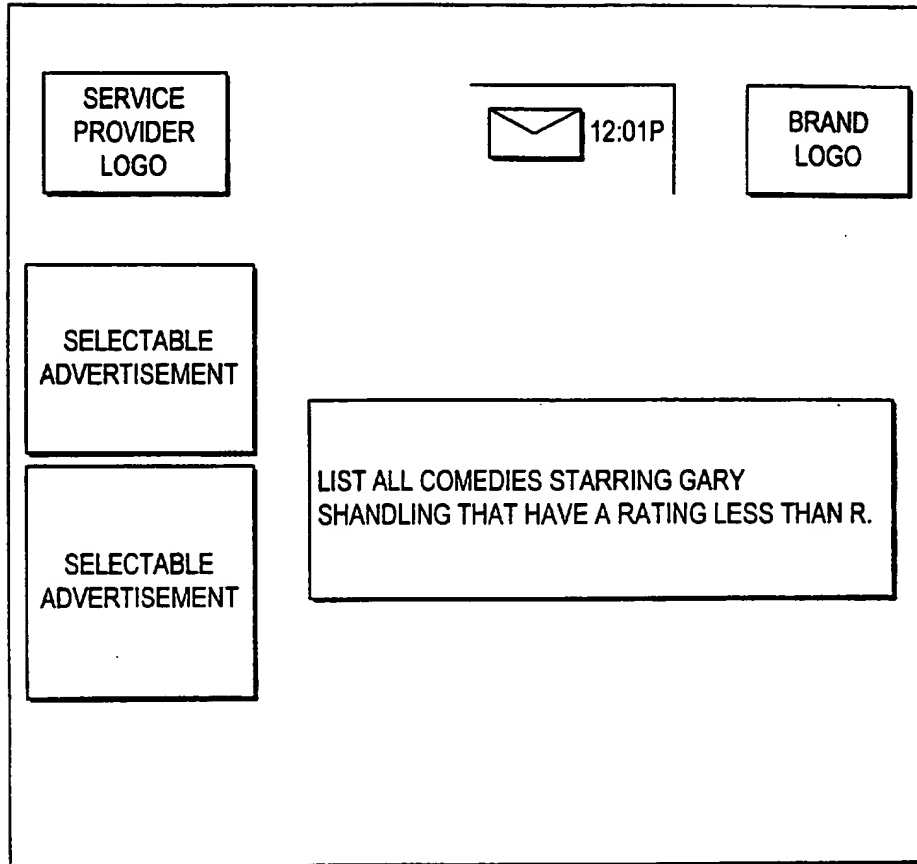 SERVICE
PROVIDER
LOGO
12:01P
BRAND
LOGO
SELECTABLE
ADVERTISEMENT
LIST ALL COMEDIES STARRING GARY
SHANDLING THAT HAVE A RATING LESS THAN R.
SELECTABLE
ADVERTISEMENT